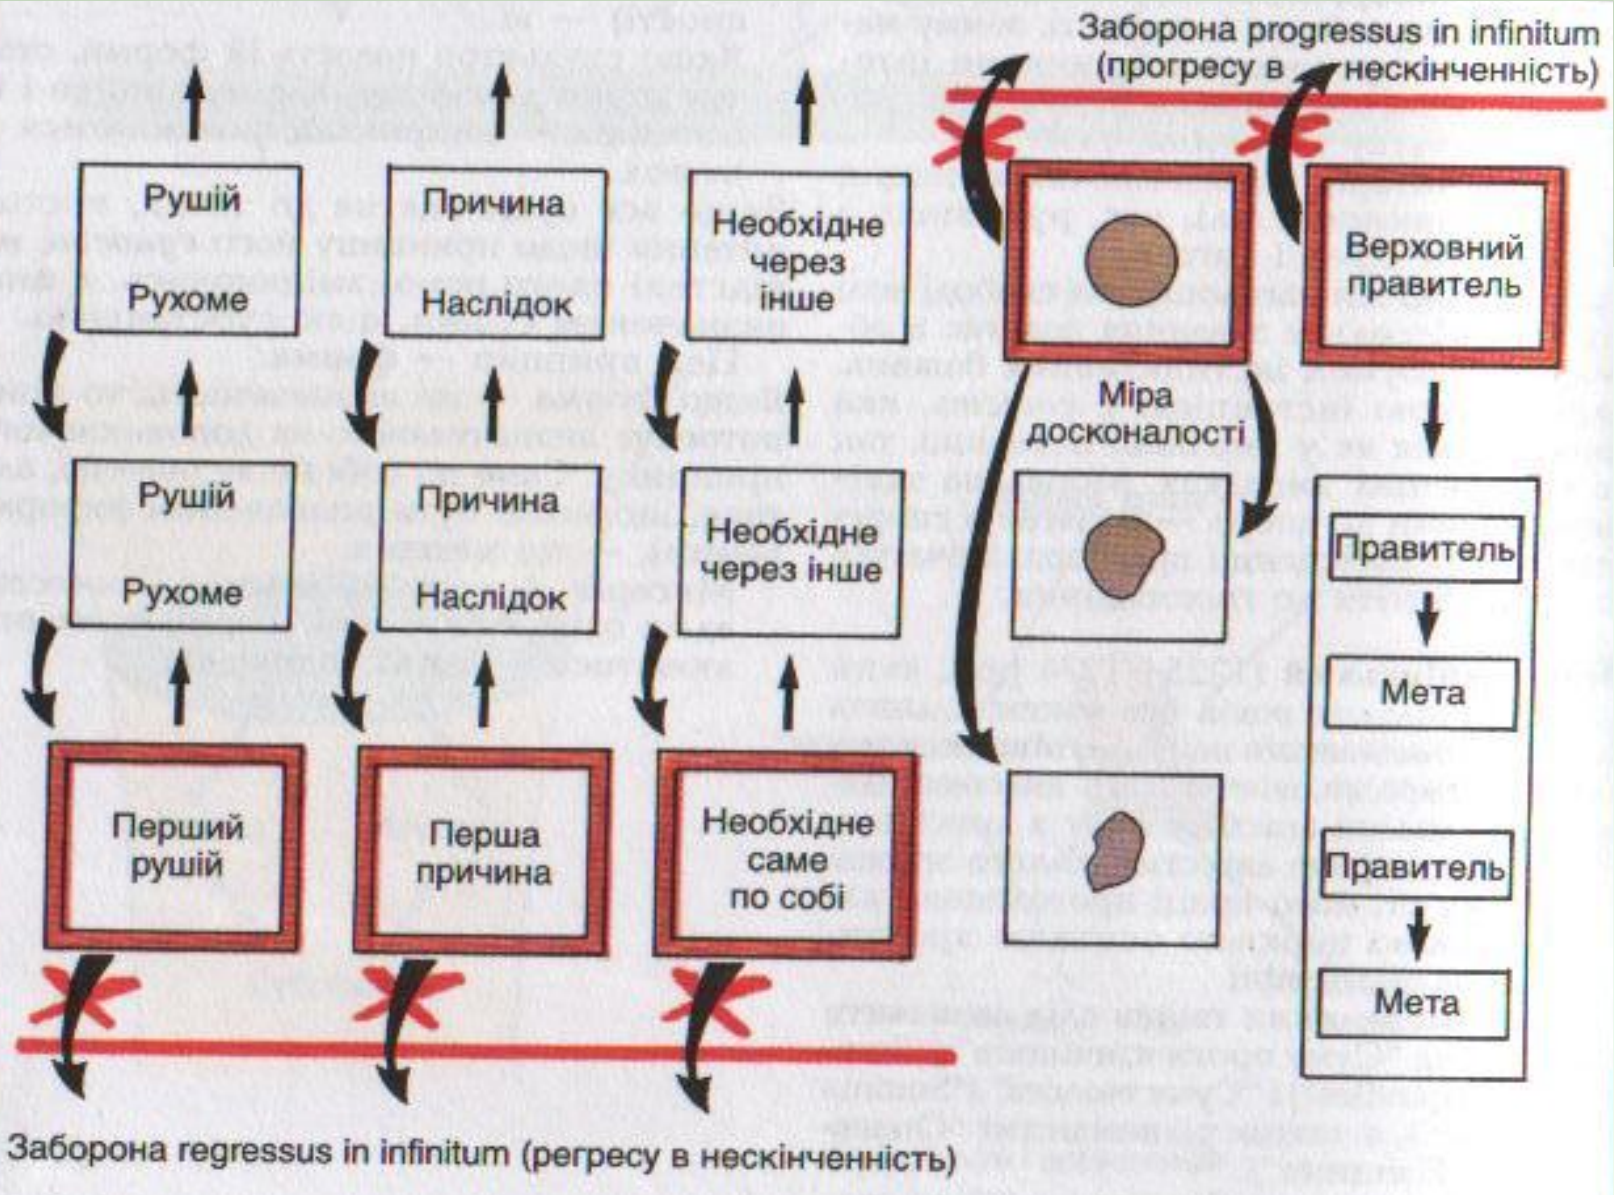 Заборона progressus in infinitum
(прогресу в нескінченність)
Рушій
Рухоме
Причина
Наслідок
Необхідне
через
інше
Верховний
правитель
Міра
досконалості
Рушій
Рухоме
Причина
Наслідок
Необхідне
через інше
Правитель
Мета
Перший
рушій
Перша
причина
Необхідне
саме
по собі
Правитель
Мета
Заборона regressus in infinitum (регресу в нескінченність)